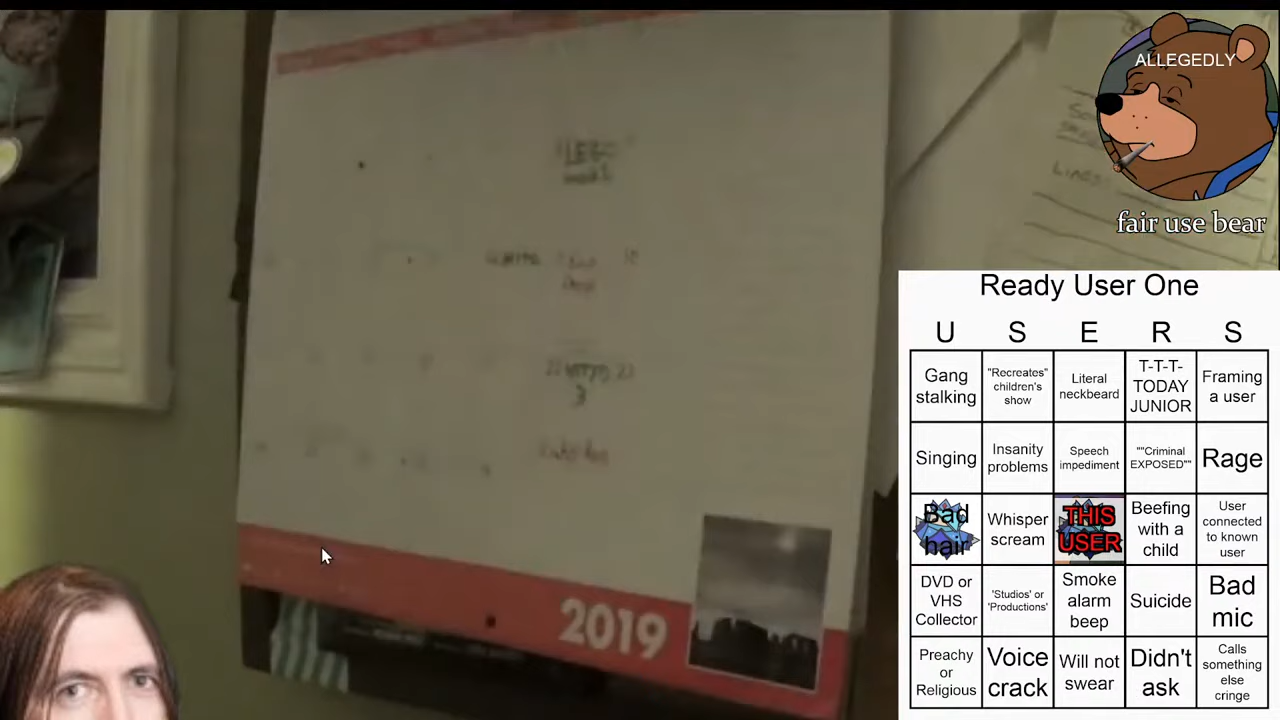 ALLEGEDLY
fair use bear
LEGO
2019
Ready User One
U S E R S
Gang stalking
"Recreates" children's show
Literal neckbeard
T-T-T-TODAY JUNIOR
Framing a user
Singing
Insanity problems
Speech impediment
""Criminal EXPOSED""
Rage
Bad hair
Whisper scream
THIS USER
Beefing with a child
User connected to known user
DVD or VHS Collector
'Studios' or 'Productions'
Smoke alarm beep
Suicide
Bad mic
Preachy or Religious
Voice crack
Will not swear
Didn't ask
Calls something else cringe